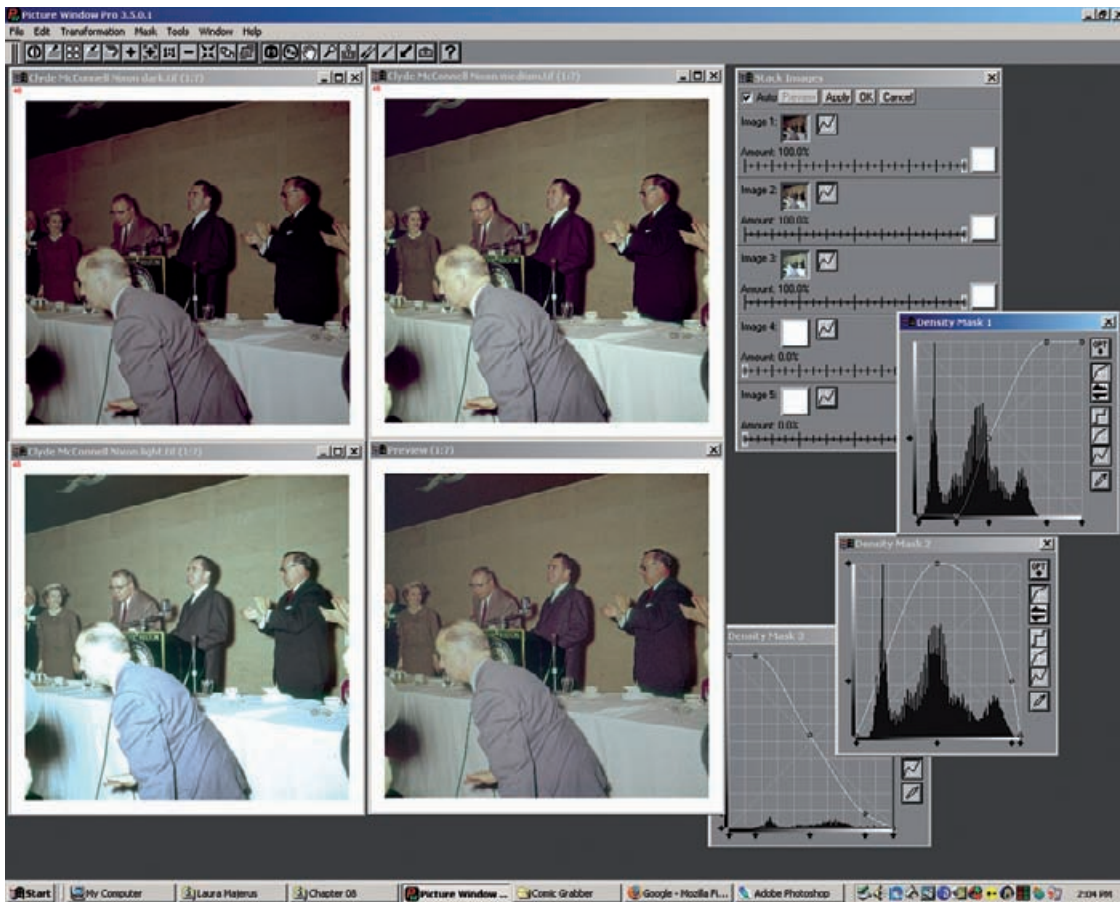 Picture Window Pro 3.5.0.1
File Edit Transformation Mask Tools Window Help
Clyde McConnell Nixon dark.tif (1:7)
Clyde McConnell Nixon medium.tif (1:7)
Stack Images
Auto Preview Apply OK Cancel
Image 1:
Amount: 100.0%
Image 2:
Amount: 100.0%
Image 3:
Amount: 100.0%
Image 4:
Amount: 0.0%
Image 5:
Amount: 0.0%
Density Mask 1
OPT
Clyde McConnell Nixon light.tif (1:7)
Preview (1:7)
Density Mask 2
OPT
Density Mask 3
Start My Computer Laura Majerus Chapter 08 Picture Window ... Comic Grabber Google - Mozilla Fi... Adobe Photoshop 2:04 PM